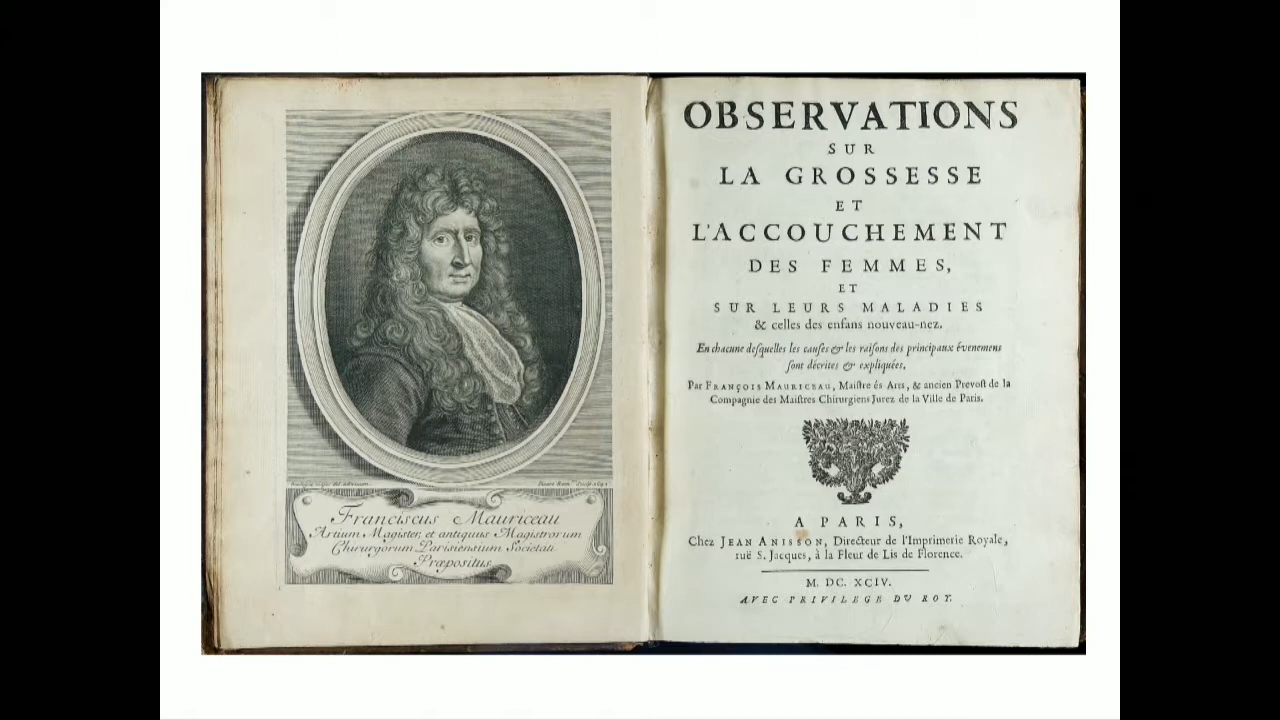 Franciscus Mauriceau
Artium Magister, et antiquus Magistrorum
Chirurgorum Parisiensium Societati
Præpositus
OBSERVATIONS
SUR
LA GROSSESSE
ET
L'ACCOUCHEMENT
DES FEMMES,
ET
SUR LEURS MALADIES
& celles des enfans nouveau-nez.
En chacune deſquelles les cauſes & les raiſons des principaux évenemens
ſont décrites & expliquées.
Par FRANÇOIS MAURICEAU, Maiſtre és Arts, & ancien Prevoſt de la
Compagnie des Maiſtres Chirurgiens Jurez de la Ville de Paris.
A PARIS,
Chez JEAN ANISSON, Directeur de l'Imprimerie Royale,
ruë S. Jacques, à la Fleur de Lis de Florence.
M. DC. XCIV.
AVEC PRIVILEGE DU ROY.